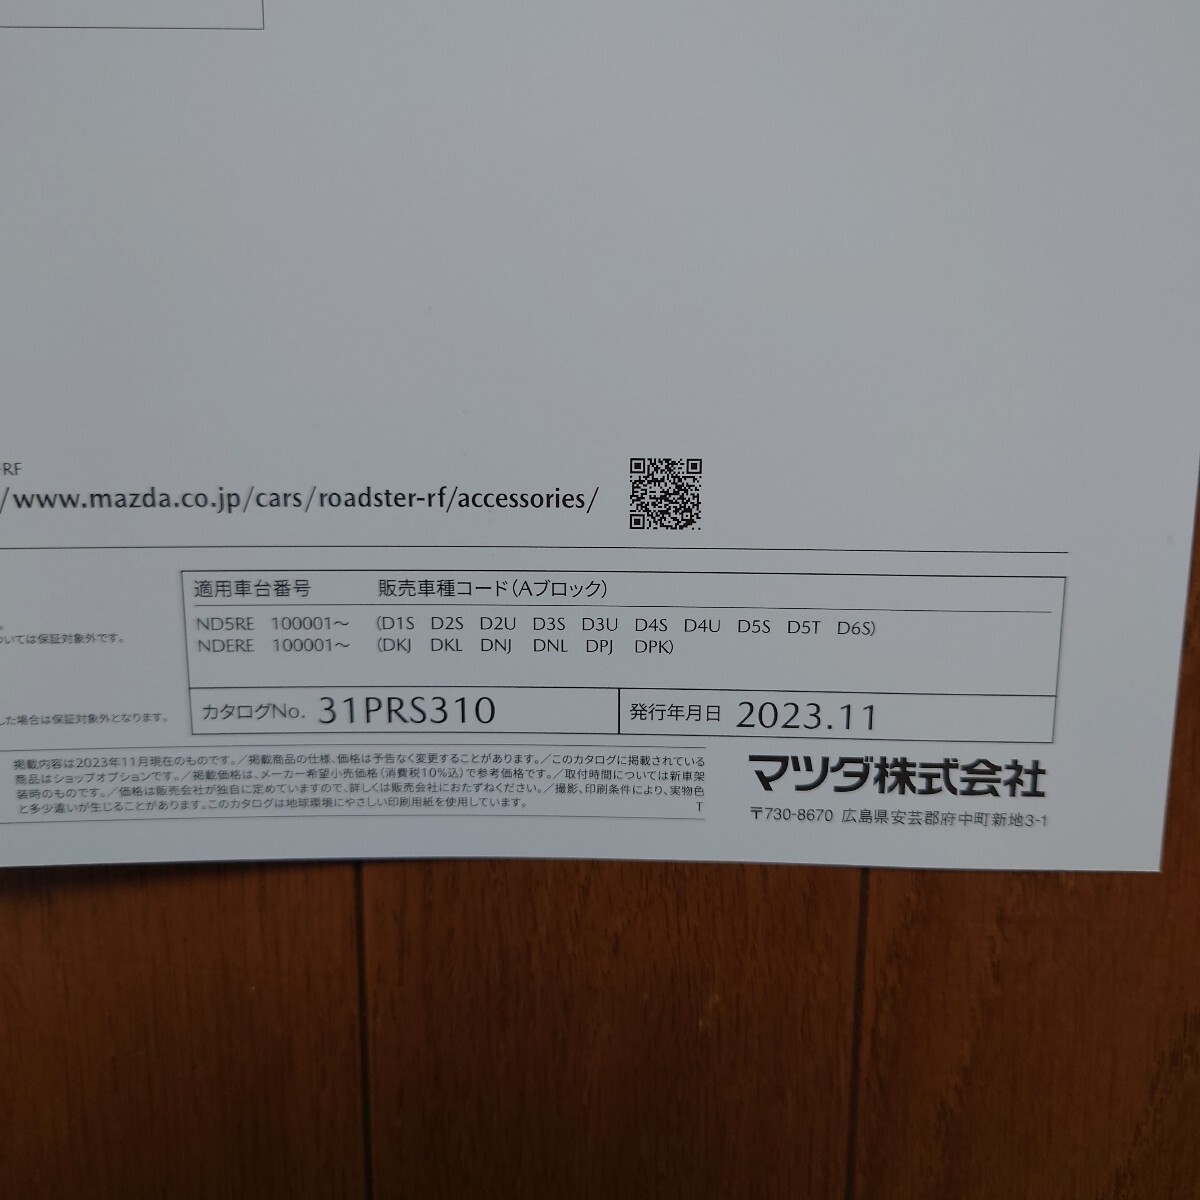 -RF
/www.mazda.co.jp/cars/roadster-rf/accessories/
適用車台番号 販売車種コード(Aブロック)
ND5RE 100001~ (D1S D2S D2U D3S D3U D4S D4U D5S D5T D6S)
NDERE 100001~ (DKJ DKL DNJ DNL DPJ DPK)
ついては保証対象外です。
した場合は保証対象外となります。
カタログNo. 31PRS310 発行年月日 2023.11
掲載内容は2023年11月現在のものです。/掲載商品の仕様、価格は予告なく変更することがあります。/このカタログに掲載されている
商品はショップオプションです。/掲載価格は、メーカー希望小売価格(消費税10%込)で参考価格です。/取付時間については新車架
装時のものです。/価格は販売会社が独自に定めていますので、詳しくは販売会社におたずねください。/撮影、印刷条件により、実物色
と多少違いが生じることがあります。このカタログは地球環境にやさしい印刷用紙を使用しています。 T
マツダ株式会社
〒730-8670 広島県安芸郡府中町新地3-1